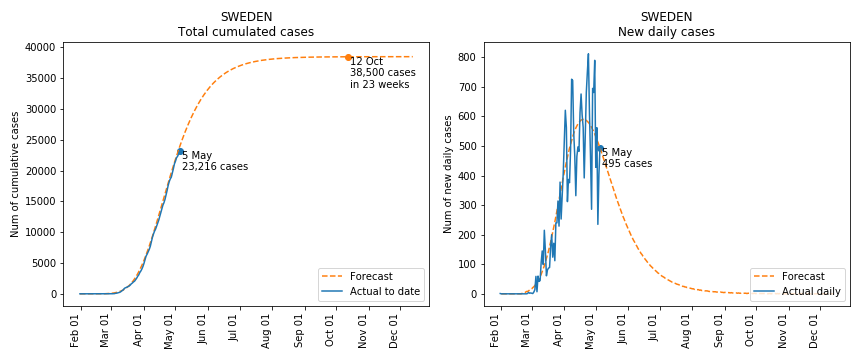 SWEDEN
Total cumulated cases
Num of cumulative cases
40000
35000
30000
25000
20000
15000
10000
5000
0
12 Oct
38,500 cases
in 23 weeks
5 May
23,216 cases
Forecast
Actual to date
Feb 01
Mar 01
Apr 01
May 01
Jun 01
Jul 01
Aug 01
Sep 01
Oct 01
Nov 01
Dec 01
SWEDEN
New daily cases
Num of new daily cases
800
700
600
500
400
300
200
100
0
5 May
495 cases
Forecast
Actual daily
Feb 01
Mar 01
Apr 01
May 01
Jun 01
Jul 01
Aug 01
Sep 01
Oct 01
Nov 01
Dec 01